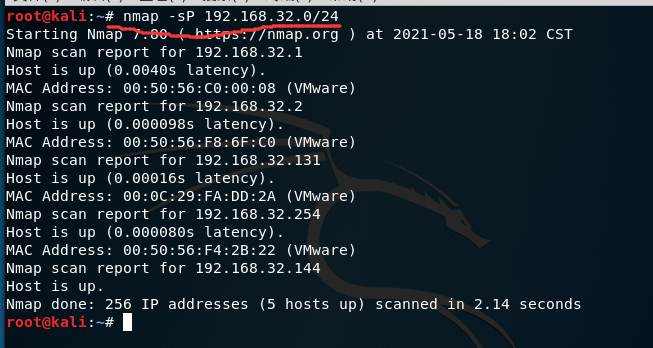 root@kali:~# nmap -sP 192.168.32.0/24
Starting Nmap 7.80 ( https://nmap.org ) at 2021-05-18 18:02 CST
Nmap scan report for 192.168.32.1
Host is up (0.0040s latency).
MAC Address: 00:50:56:C0:00:08 (VMware)
Nmap scan report for 192.168.32.2
Host is up (0.000098s latency).
MAC Address: 00:50:56:F8:6F:C0 (VMware)
Nmap scan report for 192.168.32.131
Host is up (0.00016s latency).
MAC Address: 00:0C:29:FA:DD:2A (VMware)
Nmap scan report for 192.168.32.254
Host is up (0.000080s latency).
MAC Address: 00:50:56:F4:2B:22 (VMware)
Nmap scan report for 192.168.32.144
Host is up.
Nmap done: 256 IP addresses (5 hosts up) scanned in 2.14 seconds
root@kali:~#